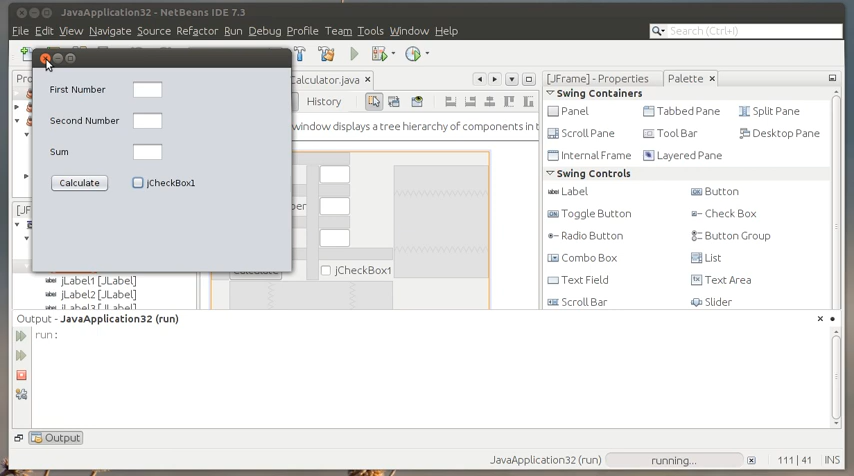 JavaApplication32 - NetBeans IDE 7.3
File Edit View Navigate Source Refactor Run Debug Profile Team Tools Window Help
Search (Ctrl+I)
First Number
Second Number
Sum
Calculate
jCheckBox1
Calculator.java
History
window displays a tree hierarchy of components in t
jCheckBox1
jLabel1 [JLabel]
jLabel2 [JLabel]
jLabel3 [JLabel]
[JFrame] - Properties
Palette
Swing Containers
Panel Tabbed Pane Split Pane
Scroll Pane Tool Bar Desktop Pane
Internal Frame Layered Pane
Swing Controls
Label Button
Toggle Button Check Box
Radio Button Button Group
Combo Box List
Text Field Text Area
Scroll Bar Slider
Output - JavaApplication32 (run)
run:
Output
JavaApplication32 (run) running... 111 | 41 INS